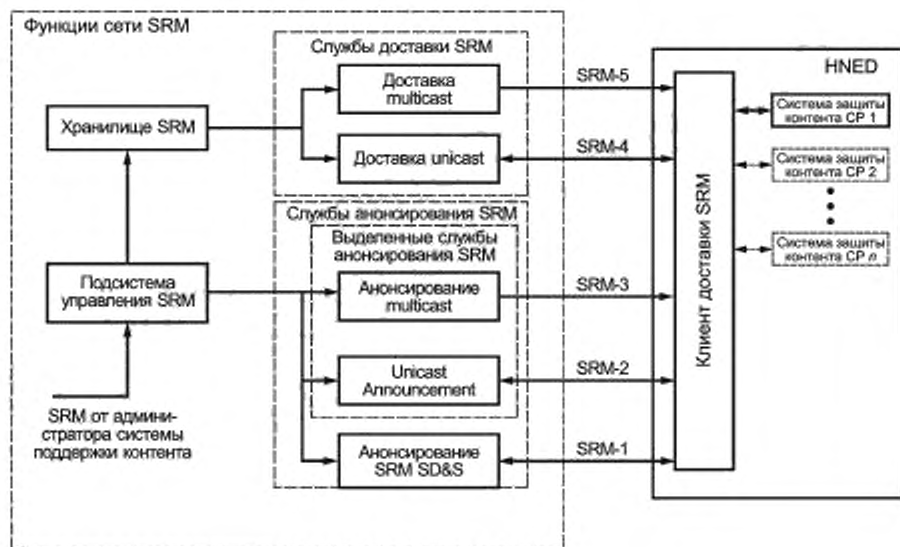 Функции сети SRM
Службы доставки SRM
Доставка
multicast
Доставка unicast
Хранилище SRM
Службы анонсирования SRM
Выделенные службы
анонсирования SRM
Анонсирование
multicast
Unicast
Announcement
Анонсирование
SRM SD&S
Подсистема
управления SRM
SRM от админи-
стратора системы
поддержки контента
SRM-5
SRM-4
SRM-3
SRM-2
SRM-1
HNED
Клиент доставки SRM
Система защиты
контента CP 1
Система защиты
контента CP 2
Система защиты
контента CP n